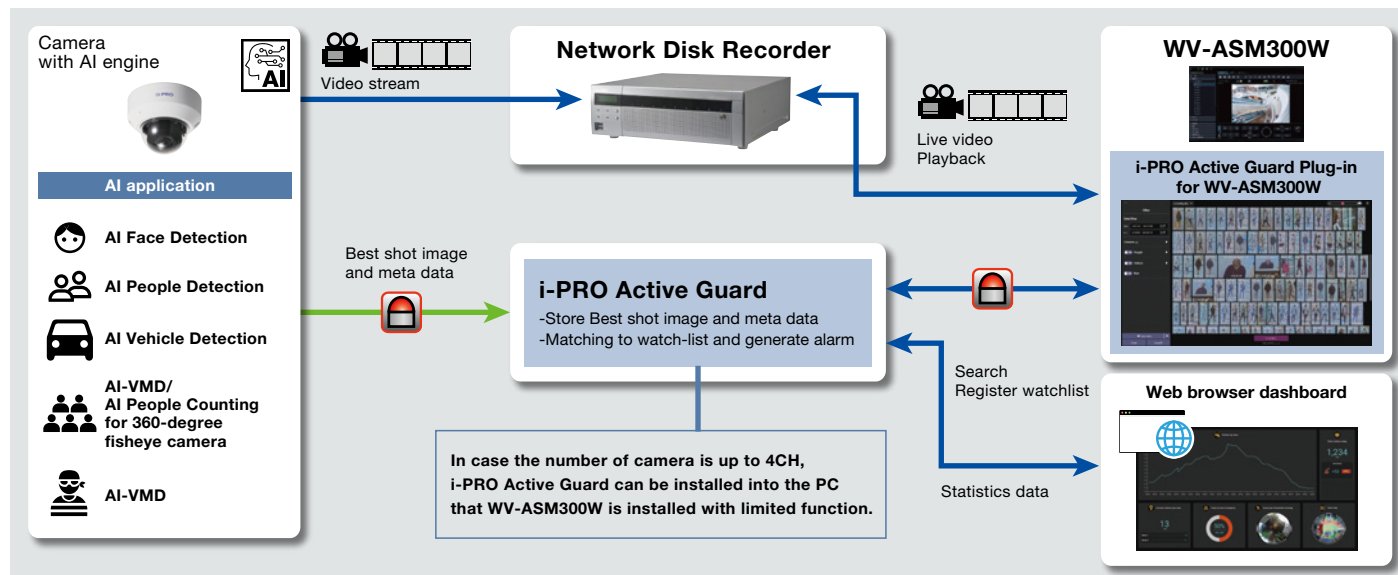 Camera
with AI engine
AI
i-PRO
AI application
AI Face Detection
AI People Detection
AI Vehicle Detection
AI-VMD/
AI People Counting
for 360-degree
fisheye camera
AI-VMD
Video stream
Network Disk Recorder
Live video
Playback
Best shot image
and meta data
i-PRO Active Guard
-Store Best shot image and meta data
-Matching to watch-list and generate alarm
In case the number of camera is up to 4CH,
i-PRO Active Guard can be installed into the PC
that WV-ASM300W is installed with limited function.
Search
Register watchlist
Statistics data
WV-ASM300W
i-PRO Active Guard Plug-in
for WV-ASM300W
Web browser dashboard
1,234
13